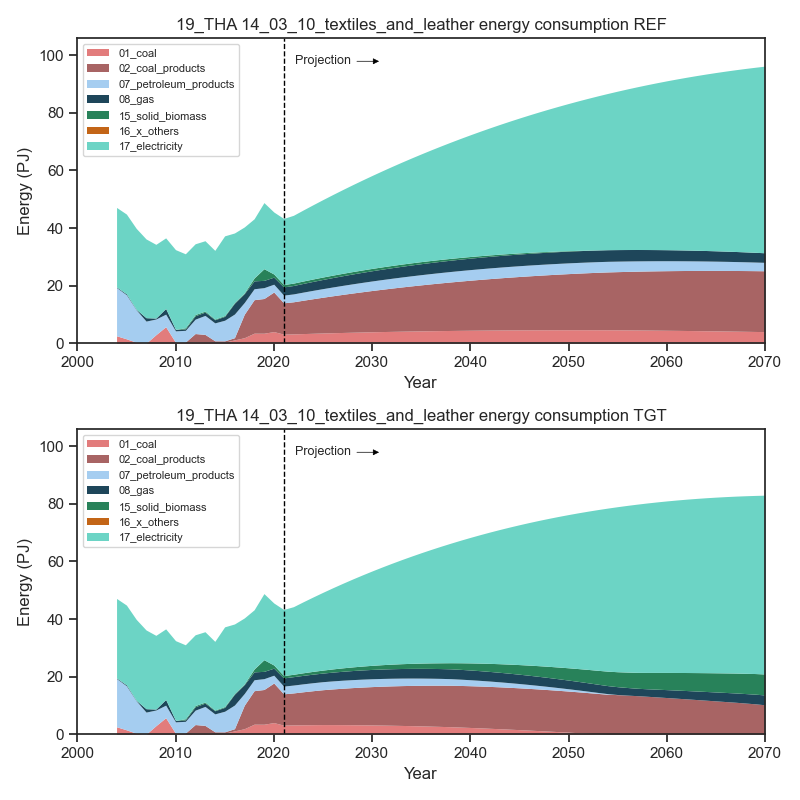 19_THA 14_03_10_textiles_and_leather energy consumption REF
Energy (PJ)
100
80
60
40
20
0
01_coal
02_coal_products
07_petroleum_products
08_gas
15_solid_biomass
16_x_others
17_electricity
Projection
2000 2010 2020 2030 2040 2050 2060 2070
Year
19_THA 14_03_10_textiles_and_leather energy consumption TGT
Energy (PJ)
100
80
60
40
20
0
01_coal
02_coal_products
07_petroleum_products
08_gas
15_solid_biomass
16_x_others
17_electricity
Projection
2000 2010 2020 2030 2040 2050 2060 2070
Year